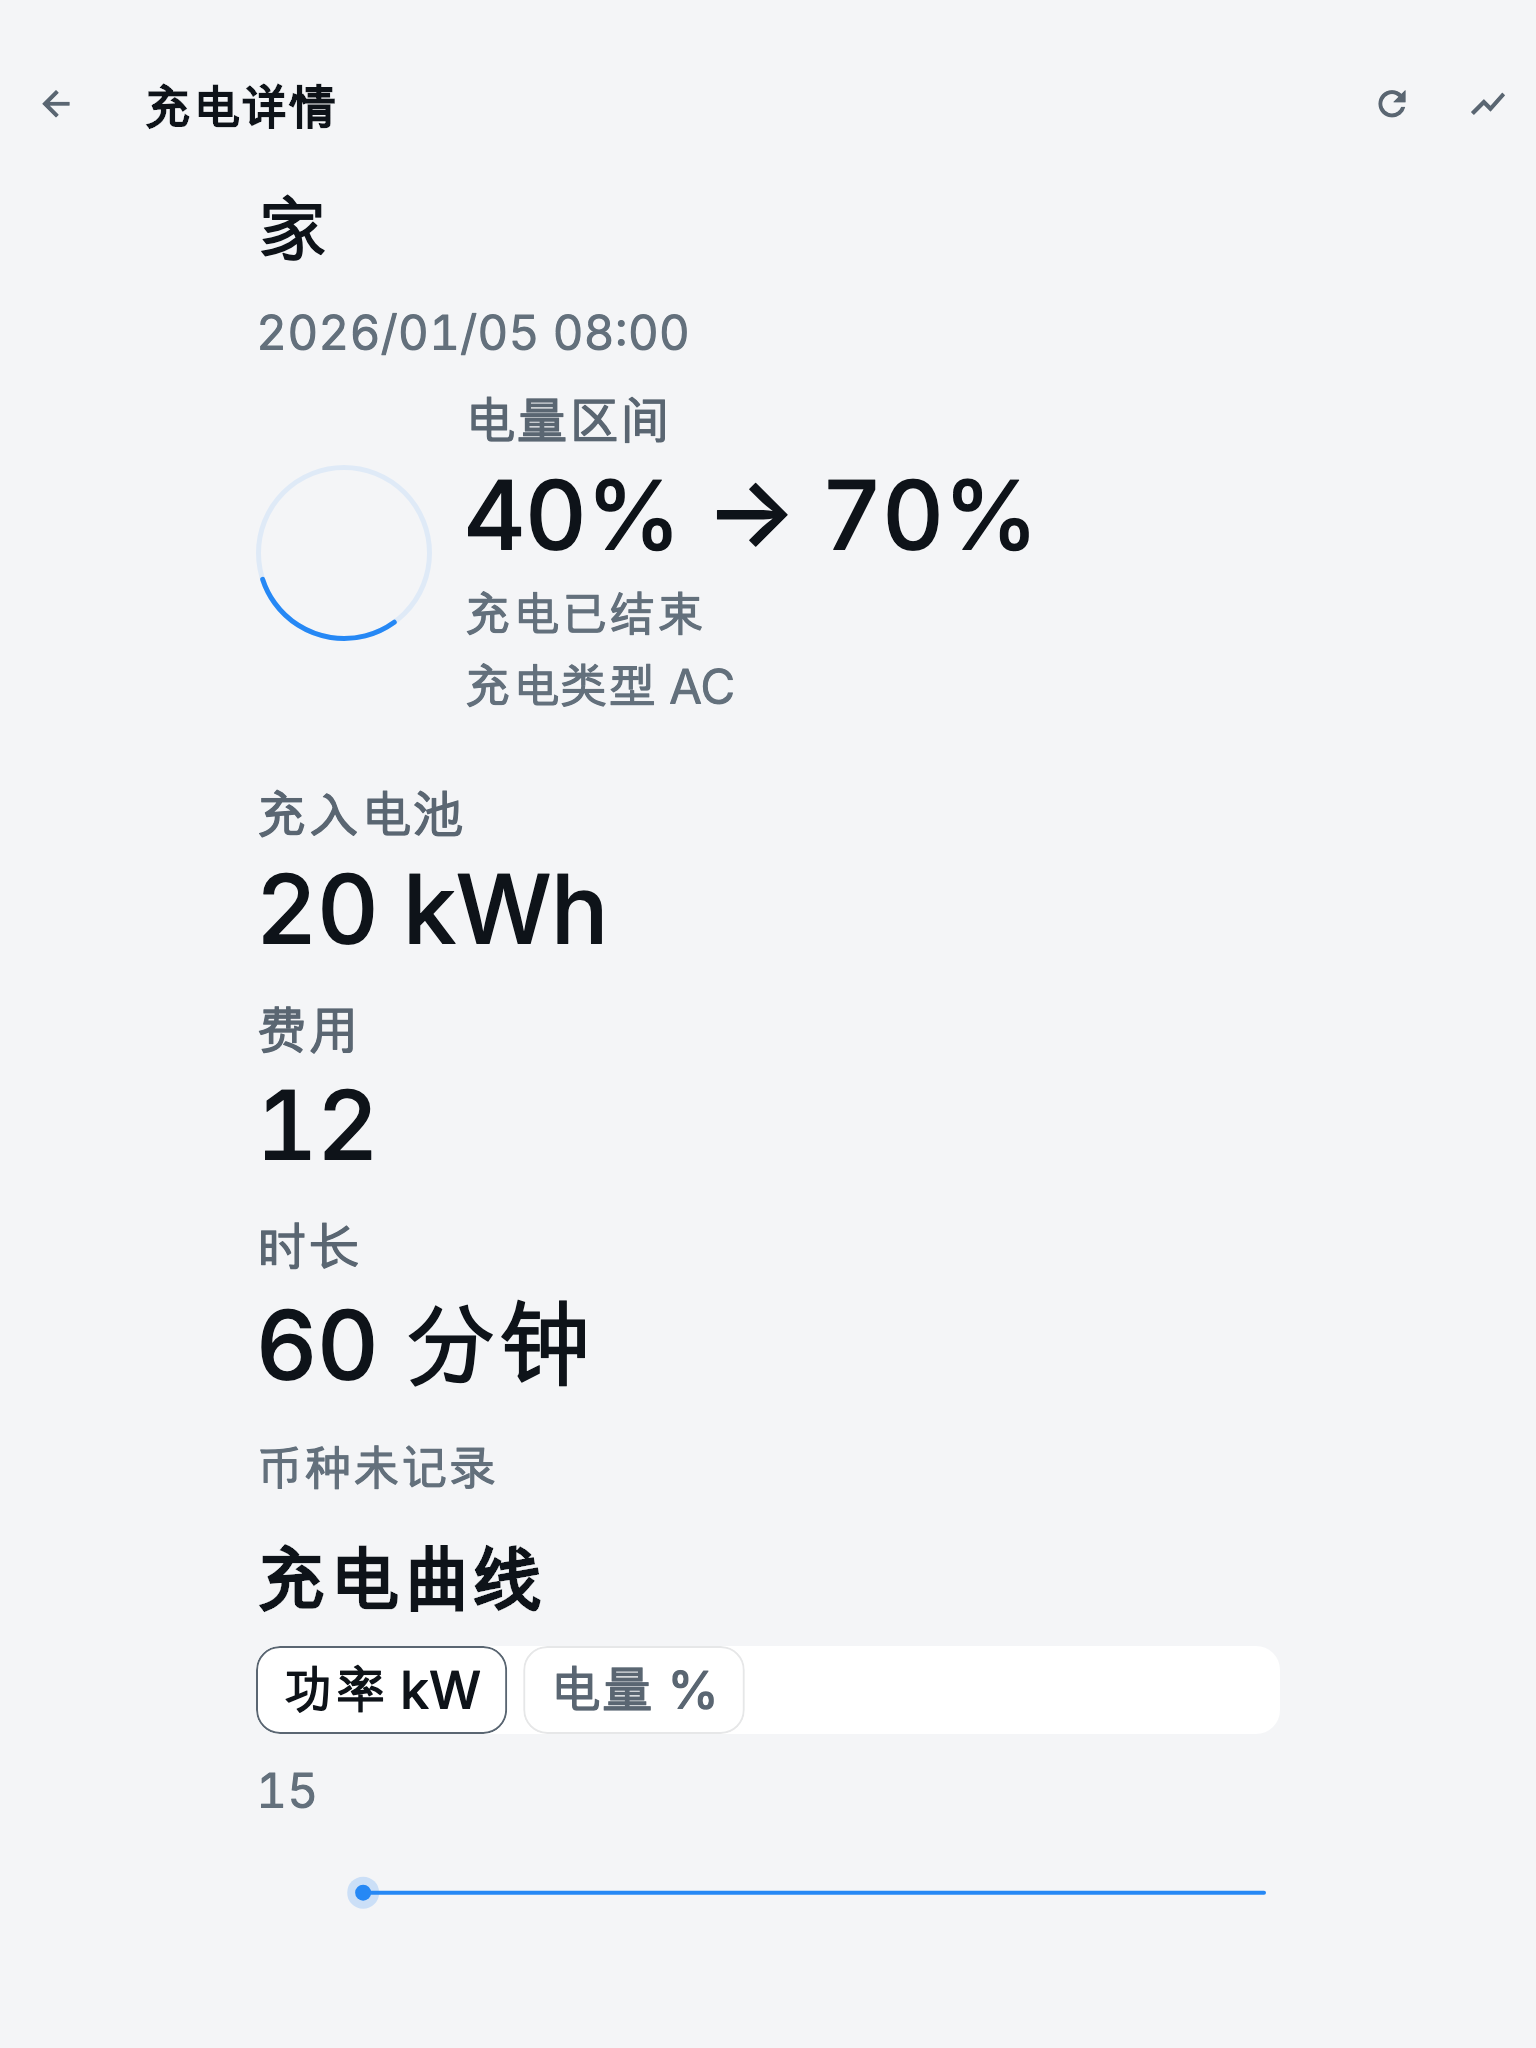 充电详情
家
2026/01/05 08:00
电量区间
40% → 70%
充电已结束
充电类型 AC
充入电池
20 kWh
费用
12
时长
60 分钟
币种未记录
充电曲线
功率 kW
电量 %
15